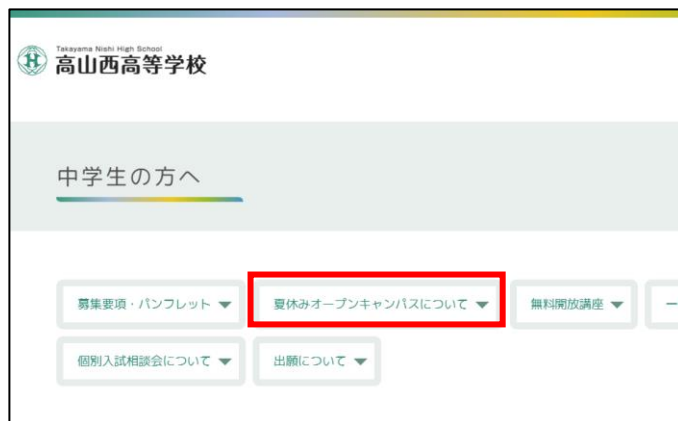 Takayama Nishi High School
高山西高等学校
中学生の方へ
募集要項・パンフレット ▼ 夏休みオープンキャンパスについて ▼ 無料開放講座 ▼ 一
個別入試相談会について ▼ 出願について ▼